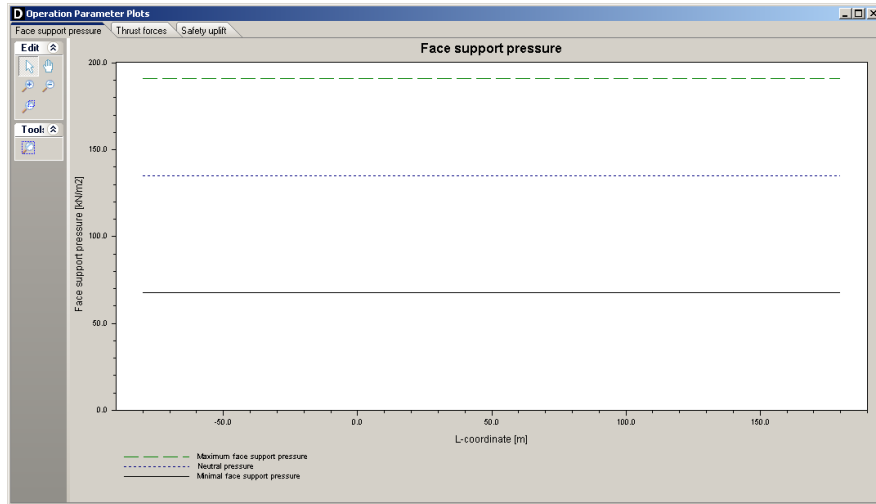 D Operation Parameter Plots
Face support pressure
Thrust forces
Safety uplift
Edit
Tool:
Face support pressure
200.0
150.0
100.0
50.0
0.0
Face support pressure [kN/m2]
-50.0
0.0
50.0
100.0
150.0
L-coordinate [m]
Maximum face support pressure
Neutral pressure
Minimal face support pressure